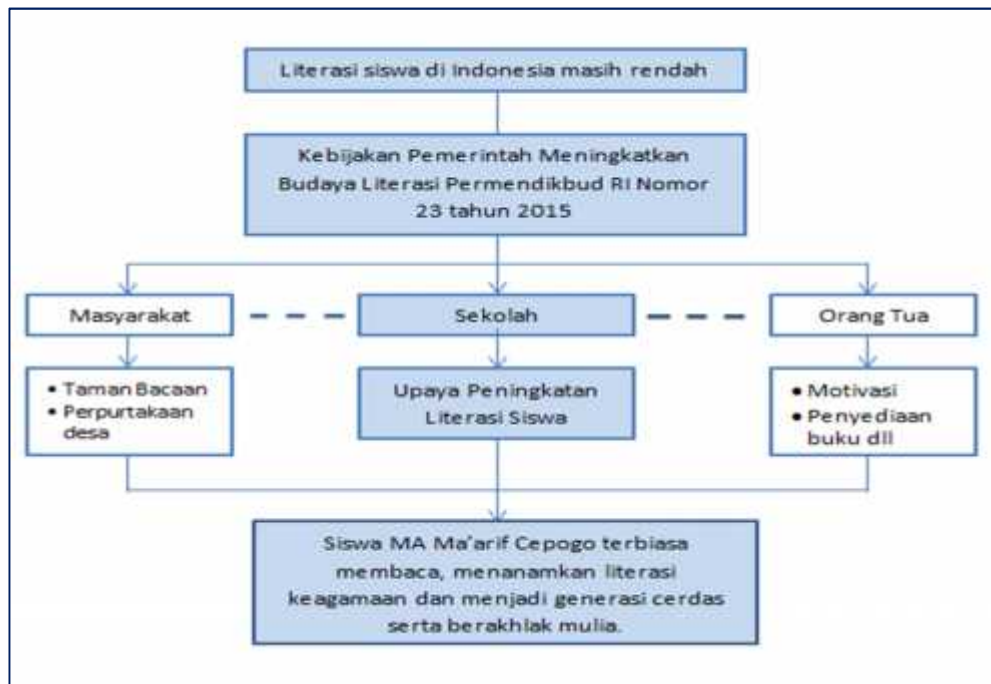 Literasi siswa di Indonesia masih rendah
Kebijakan Pemerintah Meningkatkan
Budaya Literasi Permendikbud RI Nomor
23 tahun 2015
Masyarakat
Sekolah
Orang Tua
• Taman Bacaan
• Perpurtakaan
desa
Upaya Peningkatan
Literasi Siswa
• Motivasi
• Penyediaan
buku dll
Siswa MA Ma'arif Cepogo terbiasa
membaca, menanamkan literasi
keagamaan dan menjadi generasi cerdas
serta berakhlak mulia.